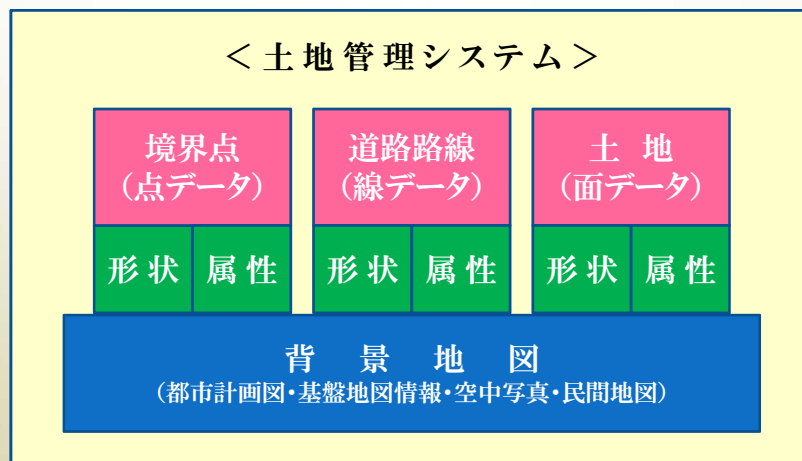 ＜土地管理システム＞
境界点
（点データ）
道路路線
（線データ）
土 地
（面データ）
形 状
属 性
形 状
属 性
形 状
属 性
背 景 地 図
（都市計画図・基盤地図情報・空中写真・民間地図）